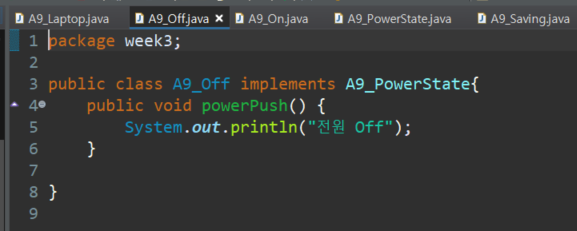 A9_Laptop.java A9_Off.java A9_On.java A9_PowerState.java A9_Saving.java
1 package week3;
2
3 public class A9_Off implements A9_PowerState{
4 public void powerPush() {
5 System.out.println("전원 Off");
6 }
7
8 }
9